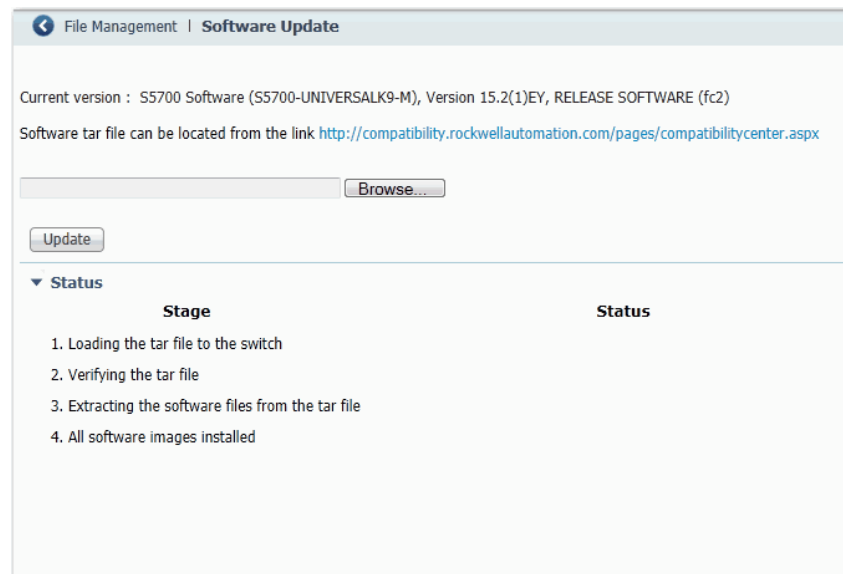 File Management | Software Update
Current version : S5700 Software (S5700-UNIVERSALK9-M), Version 15.2(1)EY, RELEASE SOFTWARE (fc2)
Software tar file can be located from the link http://compatibility.rockwellautomation.com/pages/compatibilitycenter.aspx
Browse...
Update
Status
Stage Status
1. Loading the tar file to the switch
2. Verifying the tar file
3. Extracting the software files from the tar file
4. All software images installed